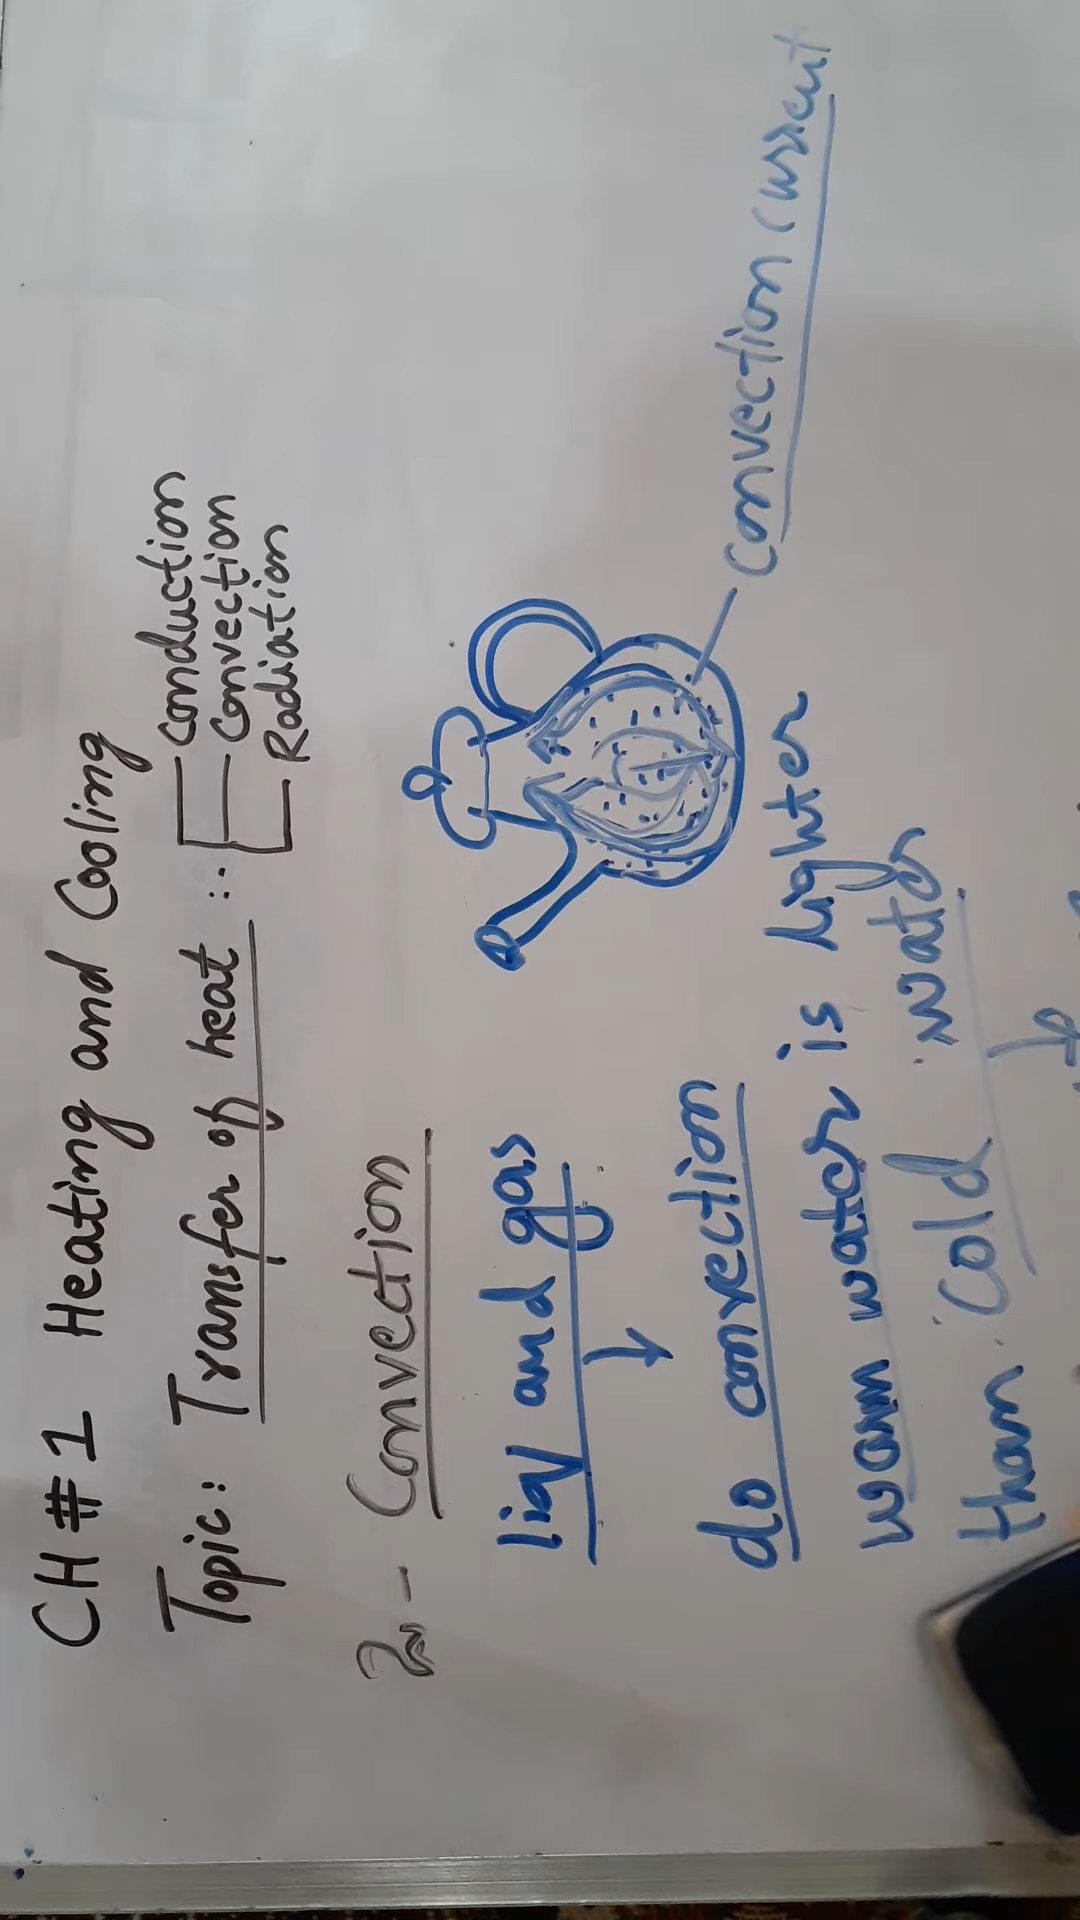 CH # 1 Heating and Cooling
Topic: Transfer of heat :: Conduction
Convection
Radiation
2 - Convection
liq and gas
do convection
convection current
warm water is lighter
than cold water